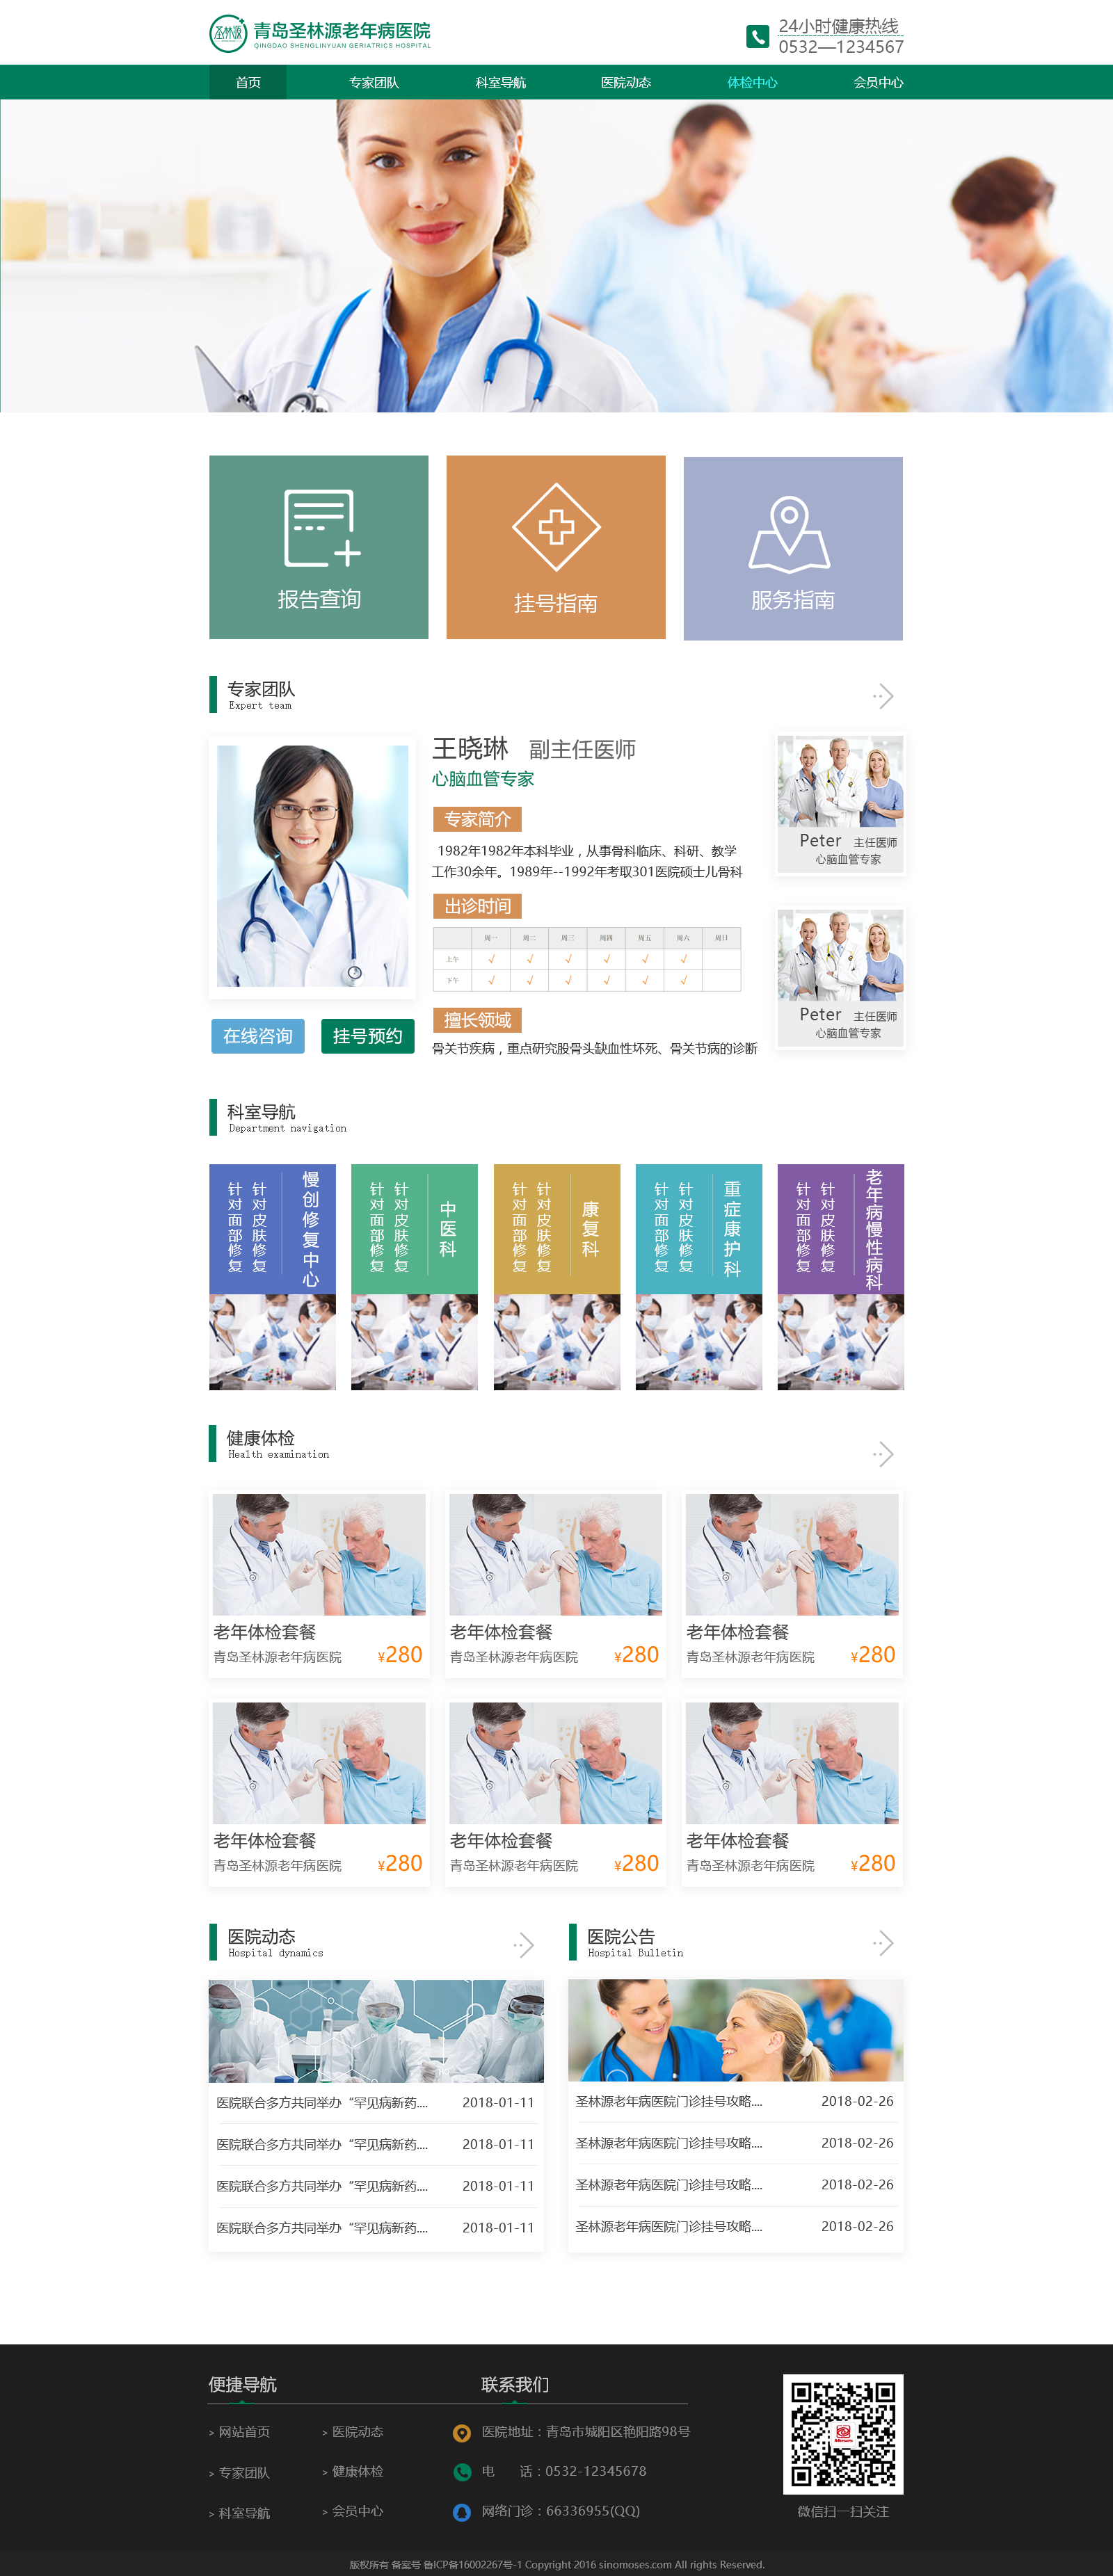 圣林源
青岛圣林源老年病医院
QINGDAO SHENGLINYUAN GERIATRICS HOSPITAL
24小时健康热线
0532—1234567
首页 专家团队 科室导航 医院动态 体检中心 会员中心
报告查询 挂号指南 服务指南
专家团队
Expert team
王晓琳 副主任医师
心脑血管专家
专家简介
1982年1982年本科毕业，从事骨科临床、科研、教学
工作30余年。1989年--1992年考取301医院硕士儿骨科
出诊时间
周一 周二 周三 周四 周五 周六 周日
上午 √ √ √ √ √ √
下午 √ √ √ √ √ √
擅长领域
骨关节疾病，重点研究股骨头缺血性坏死、骨关节病的诊断
在线咨询 挂号预约
Peter 主任医师
心脑血管专家
Peter 主任医师
心脑血管专家
科室导航
Department navigation
慢创修复中心
针对皮肤修复
针对面部修复
中医科
针对皮肤修复
针对面部修复
康复科
针对皮肤修复
针对面部修复
重症康护科
针对皮肤修复
针对面部修复
老年病慢性病科
针对皮肤修复
针对面部修复
健康体检
Health examination
老年体检套餐 老年体检套餐 老年体检套餐
青岛圣林源老年病医院 ¥280 青岛圣林源老年病医院 ¥280 青岛圣林源老年病医院 ¥280
老年体检套餐 老年体检套餐 老年体检套餐
青岛圣林源老年病医院 ¥280 青岛圣林源老年病医院 ¥280 青岛圣林源老年病医院 ¥280
医院动态
Hospital dynamics
医院联合多方共同举办“罕见病新药.... 2018-01-11
医院联合多方共同举办“罕见病新药.... 2018-01-11
医院联合多方共同举办“罕见病新药.... 2018-01-11
医院联合多方共同举办“罕见病新药.... 2018-01-11
医院公告
Hospital Bulletin
圣林源老年病医院门诊挂号攻略.... 2018-02-26
圣林源老年病医院门诊挂号攻略.... 2018-02-26
圣林源老年病医院门诊挂号攻略.... 2018-02-26
圣林源老年病医院门诊挂号攻略.... 2018-02-26
便捷导航
> 网站首页 > 医院动态
> 专家团队 > 健康体检
> 科室导航 > 会员中心
联系我们
医院地址：青岛市城阳区艳阳路98号
电 话：0532-12345678
网络门诊：66336955(QQ)
微信扫一扫关注
版权所有 备案号 鲁ICP备16002267号-1 Copyright 2016 sinomoses.com All rights Reserved.